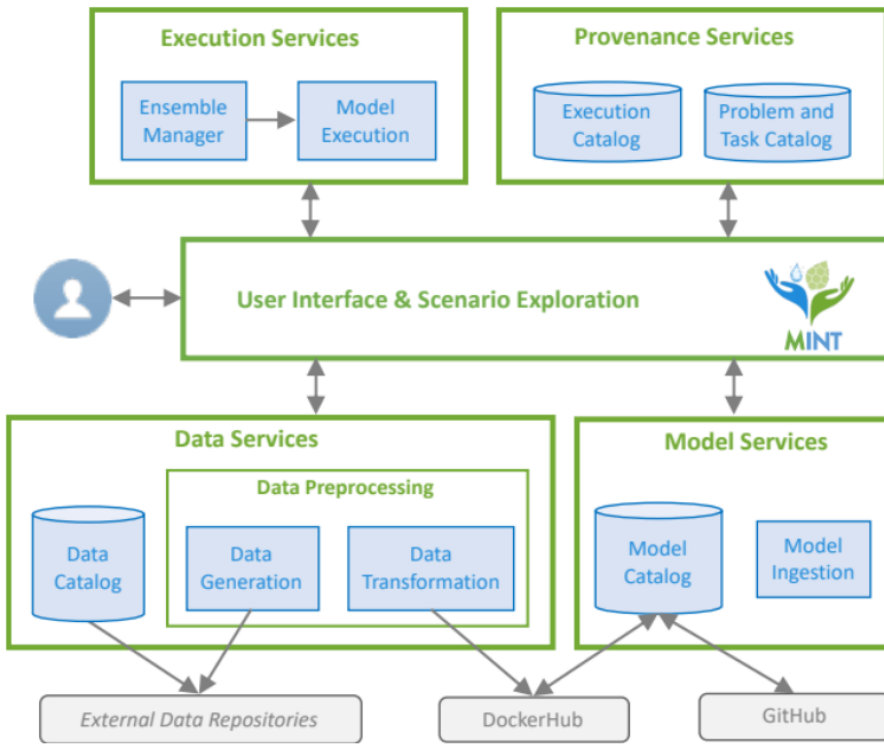 Execution Services
Ensemble
Manager
Model
Execution
Provenance Services
Execution
Catalog
Problem and
Task Catalog
User Interface & Scenario Exploration
MINT
Data Services
Data Preprocessing
Data
Catalog
Data
Generation
Data
Transformation
Model Services
Model
Catalog
Model
Ingestion
External Data Repositories
DockerHub
GitHub